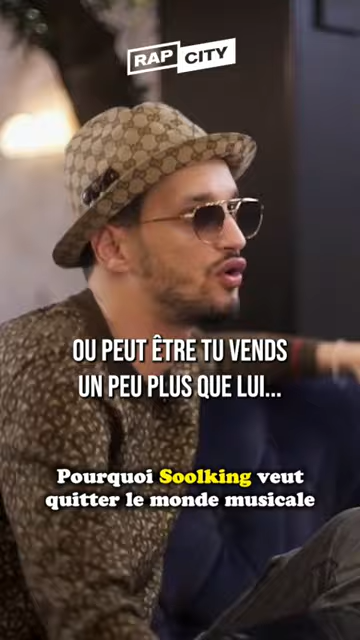 RAP CITY
OU PEUT ÊTRE TU VENDS
UN PEU PLUS QUE LUI...
Pourquoi Soolking veut
quitter le monde musicale